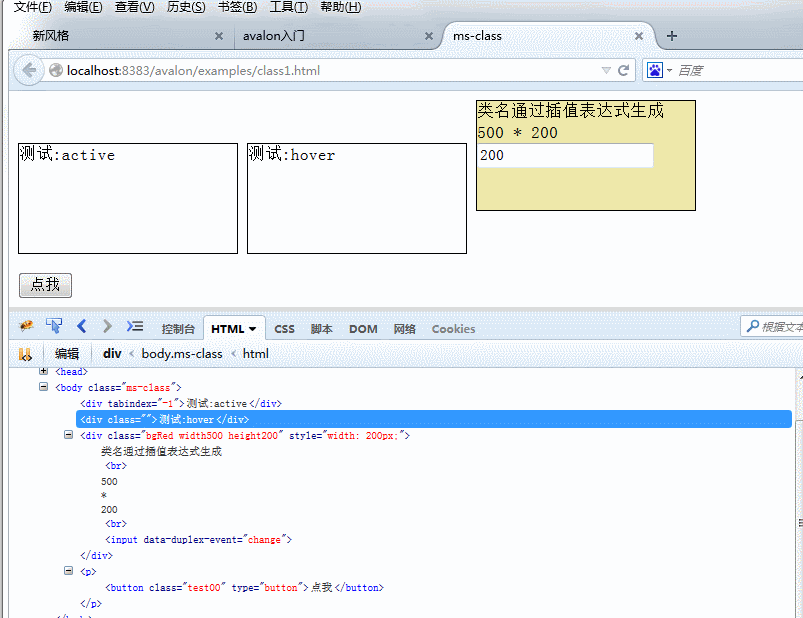 文件(F) 编辑(E) 查看(V) 历史(S) 书签(B) 工具(T) 帮助(H)
新风格 × avalon入门 × ms-class × +
localhost:8383/avalon/examples/class1.html 百度
类名通过插值表达式生成
500 * 200
200
测试:active
测试:hover
点我
控制台 HTML CSS 脚本 DOM 网络 Cookies 根据文本
编辑 div < body.ms-class < html
<head>
<body class="ms-class">
<div tabindex="-1">测试:active</div>
<div class="">测试:hover</div>
<div class="bgRed width500 height200" style="width: 200px;">
类名通过插值表达式生成
<br>
500
*
200
<br>
<input data-duplex-event="change">
</div>
<p>
<button class="test00" type="button">点我</button>
</p>